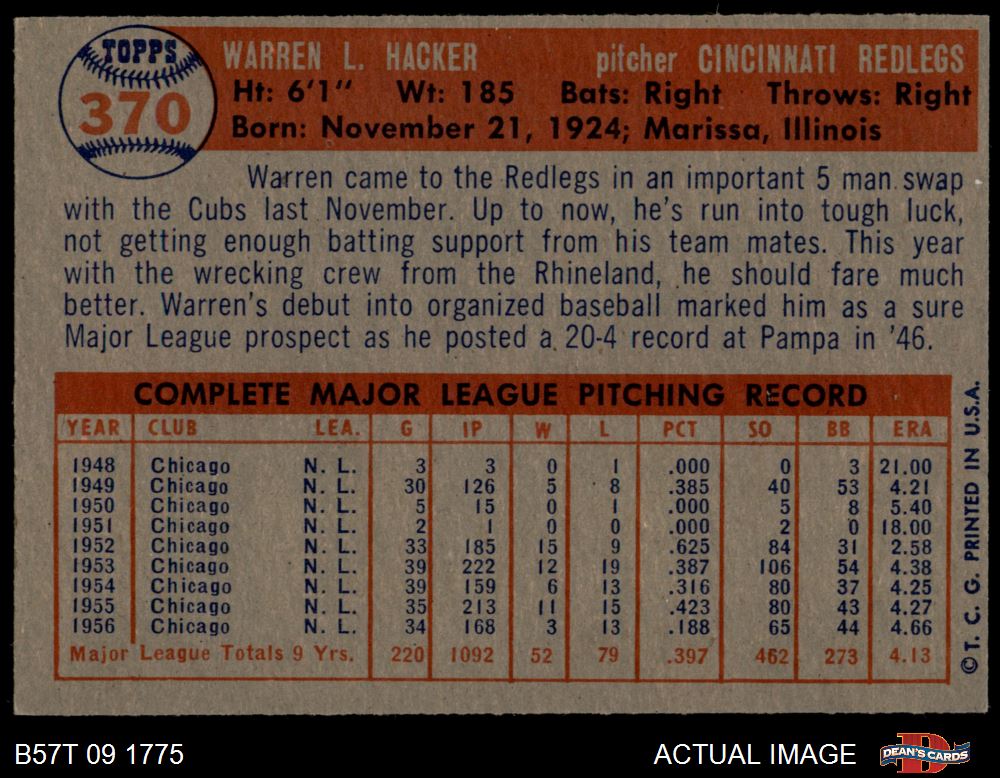 TOPPS
370
WARREN L. HACKER pitcher CINCINNATI REDLEGS
Ht: 6'1" Wt: 185 Bats: Right Throws: Right
Born: November 21, 1924; Marissa, Illinois
Warren came to the Redlegs in an important 5 man swap
with the Cubs last November. Up to now, he's run into tough luck,
not getting enough batting support from his team mates. This year
with the wrecking crew from the Rhineland, he should fare much
better. Warren's debut into organized baseball marked him as a sure
Major League prospect as he posted a 20-4 record at Pampa in '46.
COMPLETE MAJOR LEAGUE PITCHING RECORD
YEAR CLUB LEA. G IP W L PCT SO BB ERA
1948 Chicago N. L. 3 3 0 1 .000 0 3 21.00
1949 Chicago N. L. 30 126 5 8 .385 40 53 4.21
1950 Chicago N. L. 5 15 0 1 .000 5 8 5.40
1951 Chicago N. L. 2 1 0 0 .000 2 0 18.00
1952 Chicago N. L. 33 185 15 9 .625 84 31 2.58
1953 Chicago N. L. 39 222 12 19 .387 106 54 4.38
1954 Chicago N. L. 39 159 6 13 .316 80 37 4.25
1955 Chicago N. L. 35 213 11 15 .423 80 43 4.27
1956 Chicago N. L. 34 168 3 13 .188 65 44 4.66
Major League Totals 9 Yrs. 220 1092 52 79 .397 462 273 4.13
© T. C. G. PRINTED IN U.S.A.
B57T 09 1775 ACTUAL IMAGE
DEAN'S CARDS